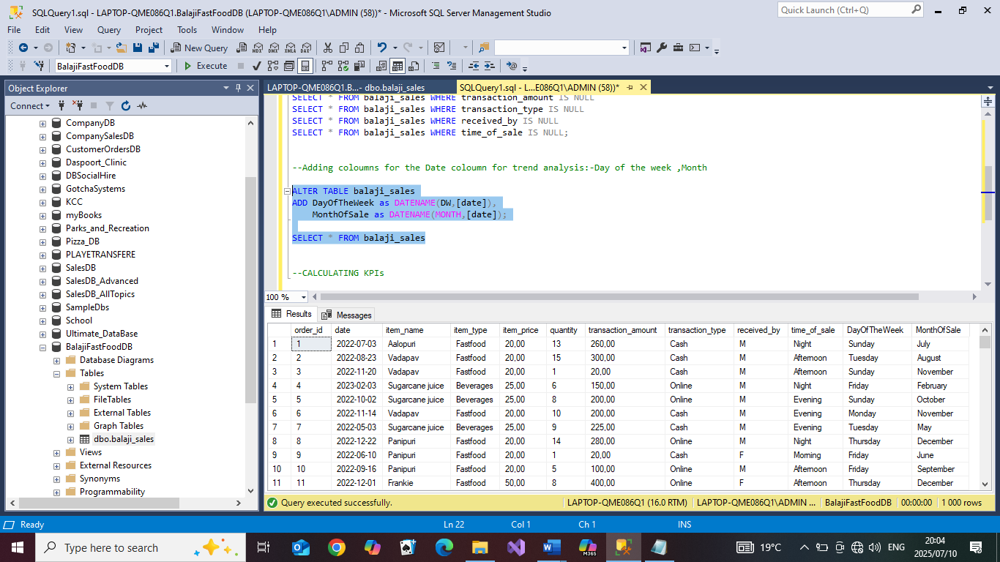 SQLQuery1.sql - LAPTOP-QME086Q1.BalajiFastFoodDB (LAPTOP-QME086Q1\ADMIN (58))* - Microsoft SQL Server Management Studio
Quick Launch (Ctrl+Q)
File Edit View Query Project Tools Window Help
New Query MDX DMX XMLA DAX
BalajiFastFoodDB Execute
Object Explorer
Connect
CompanyDB
CompanySalesDB
CustomerOrdersDB
Daspoort_Clinic
DBSocialHire
GotchaSystems
KCC
myBooks
Parks_and_Recreation
Pizza_DB
PLAYETRANSFERE
SalesDB
SalesDB_Advanced
SalesDB_AllTopics
SampleDbs
School
Ultimate_DataBase
BalajiFastFoodDB
Database Diagrams
Tables
System Tables
FileTables
External Tables
Graph Tables
dbo.balaji_sales
Views
External Resources
Synonyms
Programmability
LAPTOP-QME086Q1.B...- dbo.balaji_sales SQLQuery1.sql - L...E086Q1\ADMIN (58))*
SELECT * FROM balaji_sales WHERE transaction_amount IS NULL
SELECT * FROM balaji_sales WHERE transaction_type IS NULL
SELECT * FROM balaji_sales WHERE received_by IS NULL
SELECT * FROM balaji_sales WHERE time_of_sale IS NULL;
--Adding coloumns for the Date coloumn for trend analysis:-Day of the week ,Month
ALTER TABLE balaji_sales
ADD DayOfTheWeek as DATENAME(DW,[date]),
MonthOfSale as DATENAME(MONTH,[date]);
SELECT * FROM balaji_sales
--CALCULATING KPIs
100 %
Results Messages
order_id date item_name item_type item_price quantity transaction_amount transaction_type received_by time_of_sale DayOfTheWeek MonthOfSale
1 1 2022-07-03 Aalopuri Fastfood 20,00 13 260,00 Cash M Night Sunday July
2 2 2022-08-23 Vadapav Fastfood 20,00 15 300,00 Cash M Afternoon Tuesday August
3 3 2022-11-20 Vadapav Fastfood 20,00 1 20,00 Cash M Afternoon Sunday November
4 4 2023-02-03 Sugarcane juice Beverages 25,00 6 150,00 Online M Night Friday February
5 5 2022-10-02 Sugarcane juice Beverages 25,00 8 200,00 Online M Evening Sunday October
6 6 2022-11-14 Vadapav Fastfood 20,00 10 200,00 Cash M Evening Monday November
7 7 2022-05-03 Sugarcane juice Beverages 25,00 9 225,00 Cash M Evening Tuesday May
8 8 2022-12-22 Panipuri Fastfood 20,00 14 280,00 Online M Night Thursday December
9 9 2022-06-10 Panipuri Fastfood 20,00 1 20,00 Cash F Morning Friday June
10 10 2022-09-16 Panipuri Fastfood 20,00 5 100,00 Online M Afternoon Friday September
11 11 2022-12-01 Frankie Fastfood 50,00 8 400,00 Online F Afternoon Thursday December
Query executed successfully. LAPTOP-QME086Q1 (16.0 RTM) LAPTOP-QME086Q1\ADMIN ... BalajiFastFoodDB 00:00:00 1 000 rows
Ready Ln 22 Col 1 Ch 1 INS
Type here to search M365 19°C ENG 20:04
2025/07/10